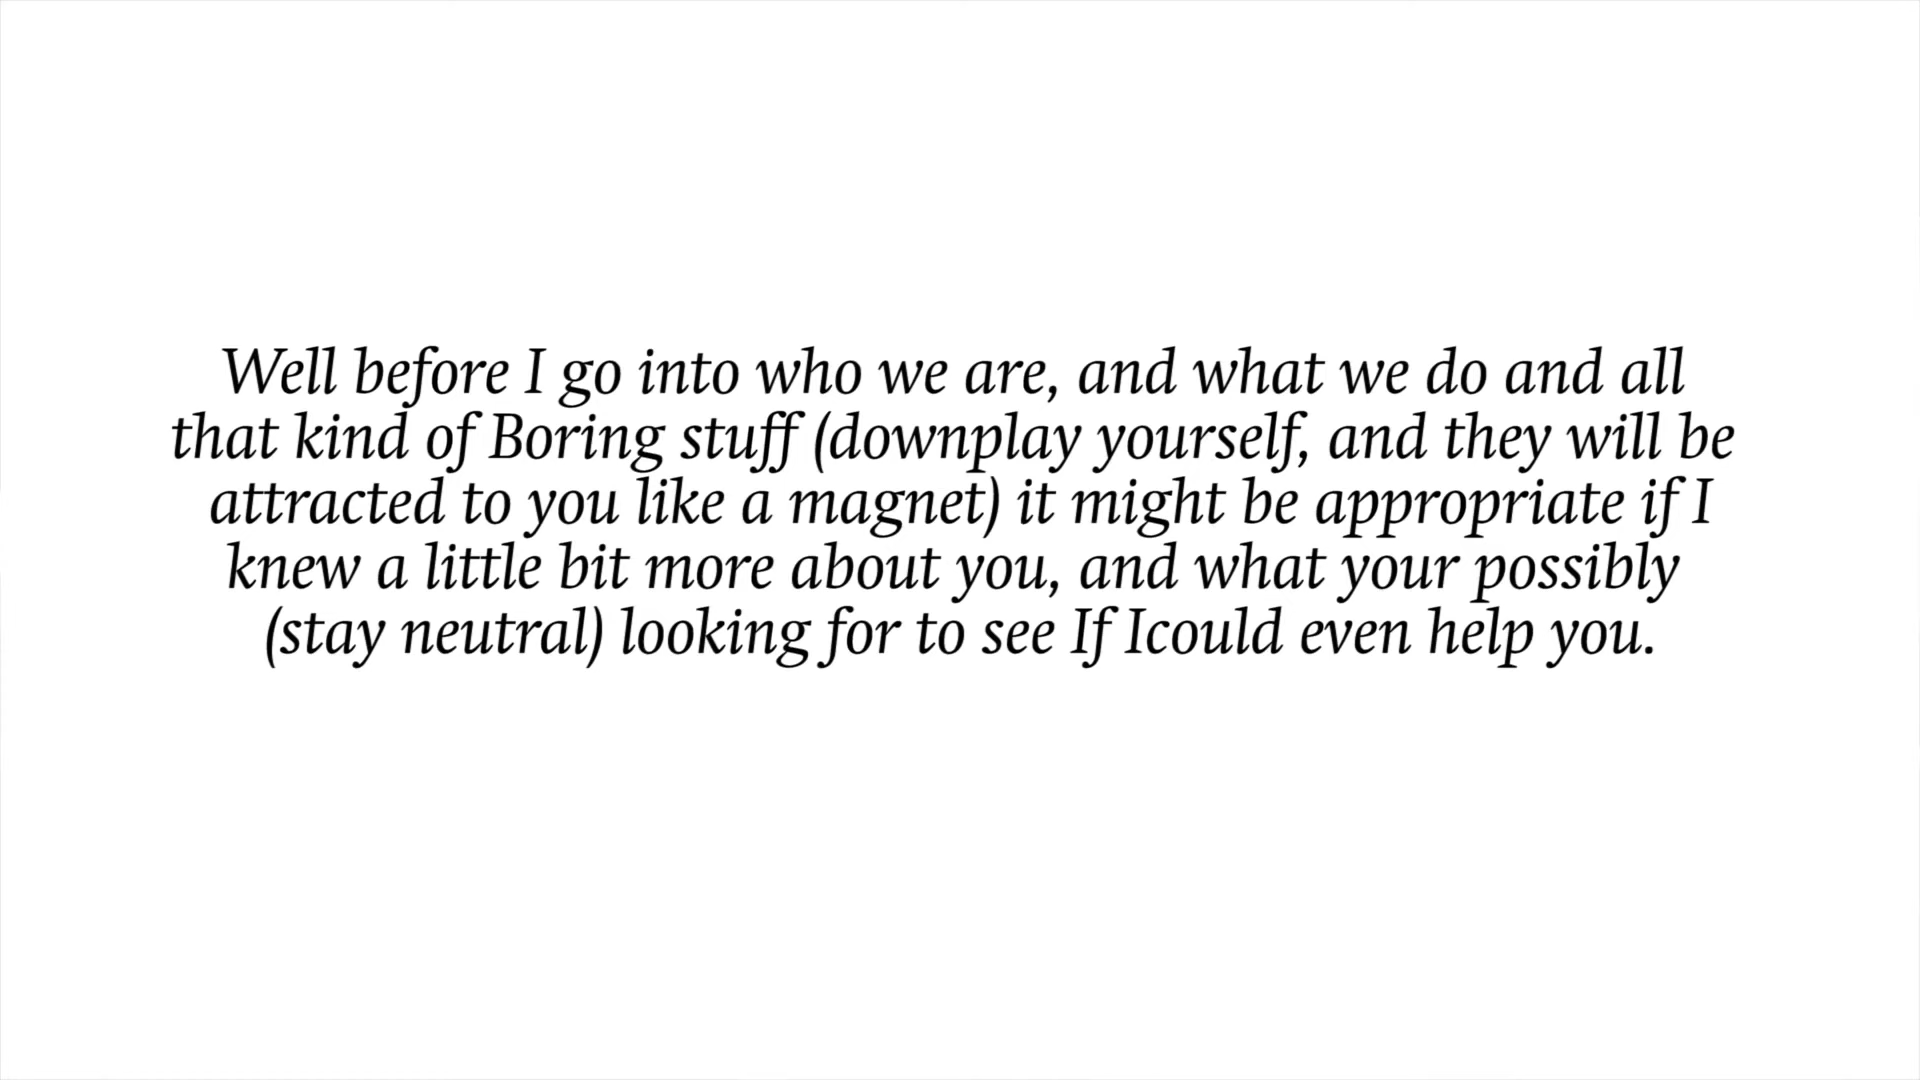 Well before I go into who we are, and what we do and all
that kind of Boring stuff (downplay yourself, and they will be
attracted to you like a magnet) it might be appropriate if I
knew a little bit more about you, and what your possibly
(stay neutral) looking for to see If Icould even help you.